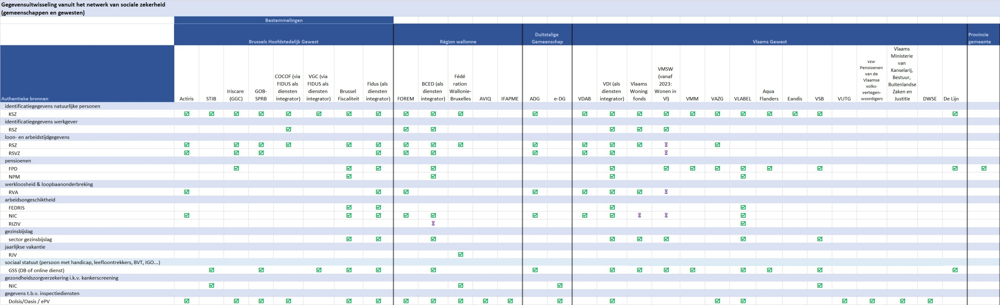 Gegevensuitwisseling vanuit het netwerk van sociale zekerheid
(gemeenschappen en gewesten)
Bestemmelingen
Brussels Hoofdstedelijk Gewest
Région wallonne
Duitstalige
Gemeenschap
Vlaams Gewest
Provincie
gemeente
Authentieke bronnen
Actiris
STIB
Iriscare
(GGC)
GOB-
SPRB
COCOF (via
FIDUS als
diensten
integrator)
VGC (via
FIDUS als
diensten
integrator)
Brussel
Fiscaliteit
Fidus (als
diensten
integrator)
FOREM
BCED (als
diensten
integrator)
Fédé
ration
Wallonie-
Bruxelles
AVIQ
IFAPME
ADG
e-DG
VDAB
VDI (als
diensten
integrator)
Vlaams
Woning
fonds
VMSW
(vanaf
2023:
Wonen in
Vl)
VMM
VAZG
VLABEL
Aqua
Flanders
Eandis
VSB
VUTG
vzw
Pensioenen
van de
Vlaamse
volks-
vertegen-
woordigers
Vlaams
Ministerie
van
Kanselarij,
Bestuur,
Buitenlandse
Zaken en
Justitie
DWSE
De Lijn
identificatiegegevens natuurlijke personen
KSZ
identificatiegegevens werkgever
RSZ
loon- en arbeidstijdgegevens
RSZ
RSVZ
pensioenen
FPD
NPM
werkloosheid & loopbaanonderbreking
RVA
arbeidsongeschiktheid
FEDRIS
NIC
RIZIV
gezinsbijslag
sector gezinsbijslag
jaarlijkse vakantie
RJV
sociaal statuut (persoon met handicap, leefloontrekkers, BVT, IGO...)
GSS (DB of online dienst)
gezondheidszorgverzekering i.k.v. kankerscreening
NIC
gegevens t.b.v. inspectiediensten
Dolsis/Oasis / ePV